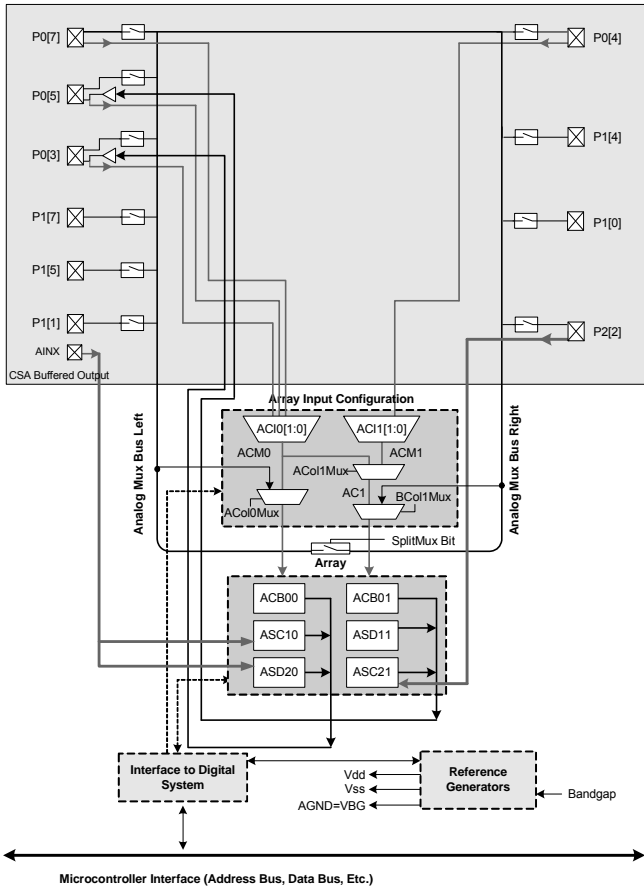 P0[7]
P0[4]
P0[5]
P0[3]
P1[4]
P1[7]
P1[0]
P1[5]
P1[1]
P2[2]
AINX
CSA Buffered Output
Array Input Configuration
ACI0[1:0]
ACI1[1:0]
ACM0
ACM1
ACol1Mux
AC1
BCol1Mux
ACol0Mux
Analog Mux Bus Left
Analog Mux Bus Right
SplitMux Bit
Array
ACB00
ACB01
ASC10
ASD11
ASD20
ASC21
Interface to Digital
System
Vdd
Vss
AGND=VBG
Reference
Generators
Bandgap
Microcontroller Interface (Address Bus, Data Bus, Etc.)